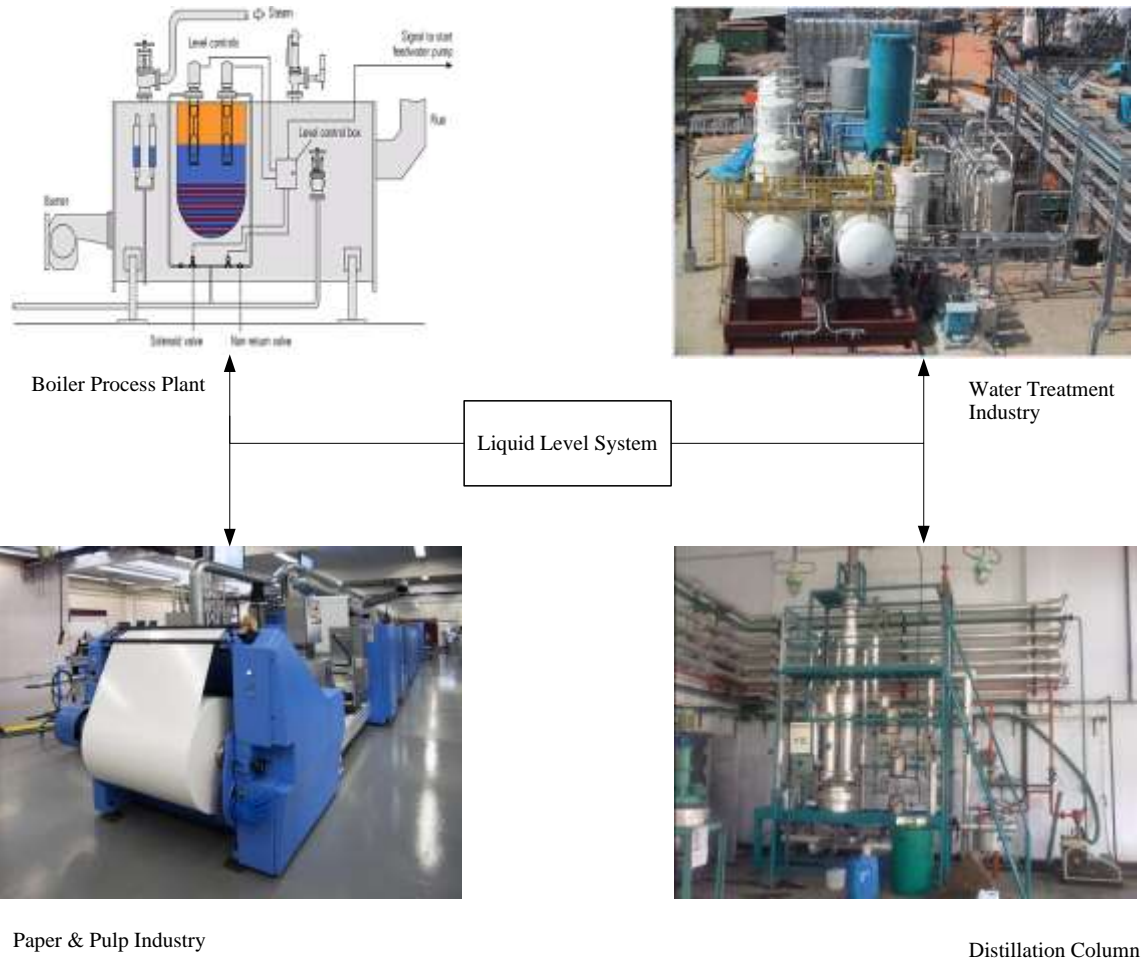 Steam
Level controls
Signal to start
feedwater pump
Flue
Level control box
Burner
Solenoid valve
Non return valve
Boiler Process Plant
Water Treatment
Industry
Liquid Level System
Paper & Pulp Industry
Distillation Column